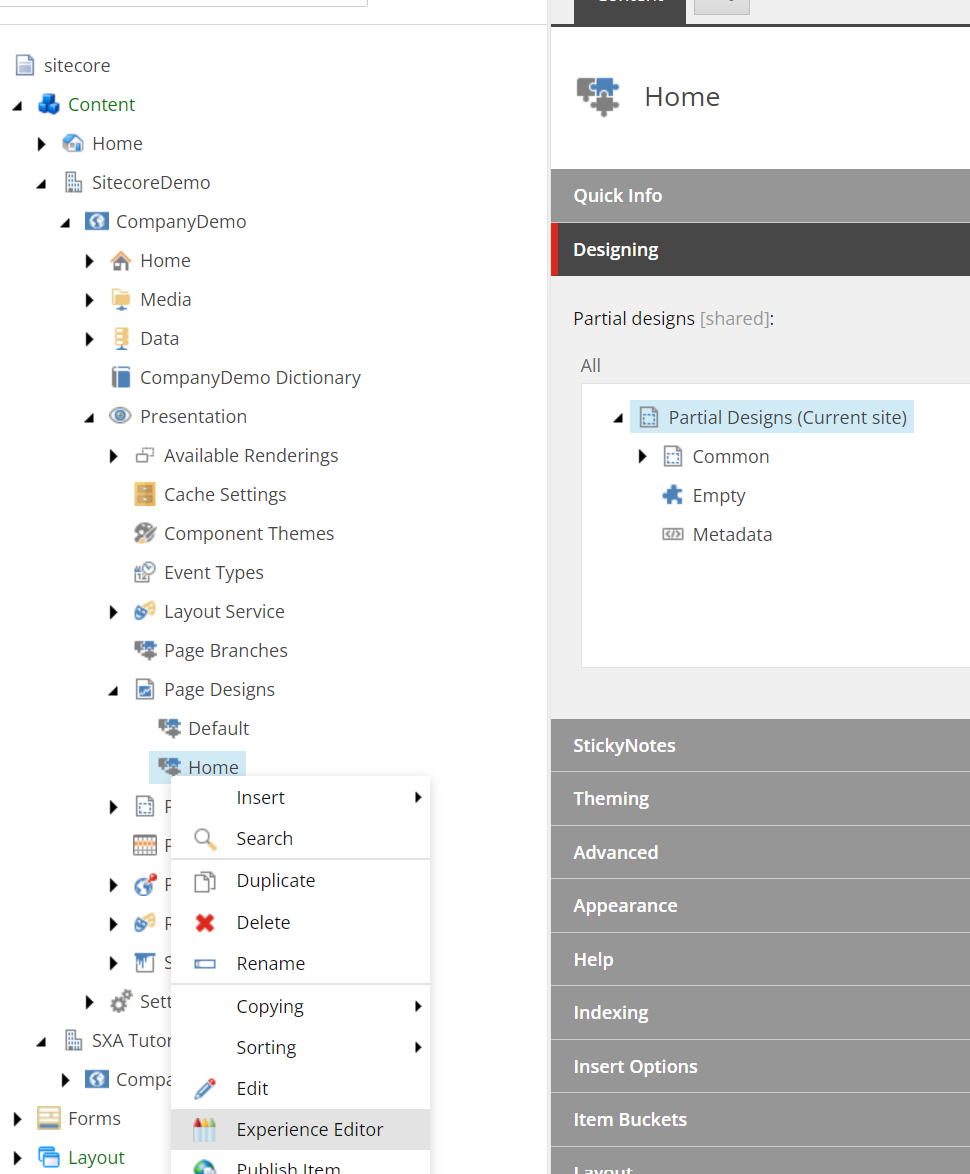 sitecore
Content
Home
SitecoreDemo
CompanyDemo
Home
Media
Data
CompanyDemo Dictionary
Presentation
Available Renderings
Cache Settings
Component Themes
Event Types
Layout Service
Page Branches
Page Designs
Default
Home
Insert
Search
Duplicate
Delete
Rename
Copying
Sorting
Edit
Experience Editor
Publish Item
P
P
P
R
S
Sett
SXA Tutor
Compa
Forms
Layout
Home
Quick Info
Designing
Partial designs [shared]:
All
Partial Designs (Current site)
Common
Empty
Metadata
StickyNotes
Theming
Advanced
Appearance
Help
Indexing
Insert Options
Item Buckets
Layout